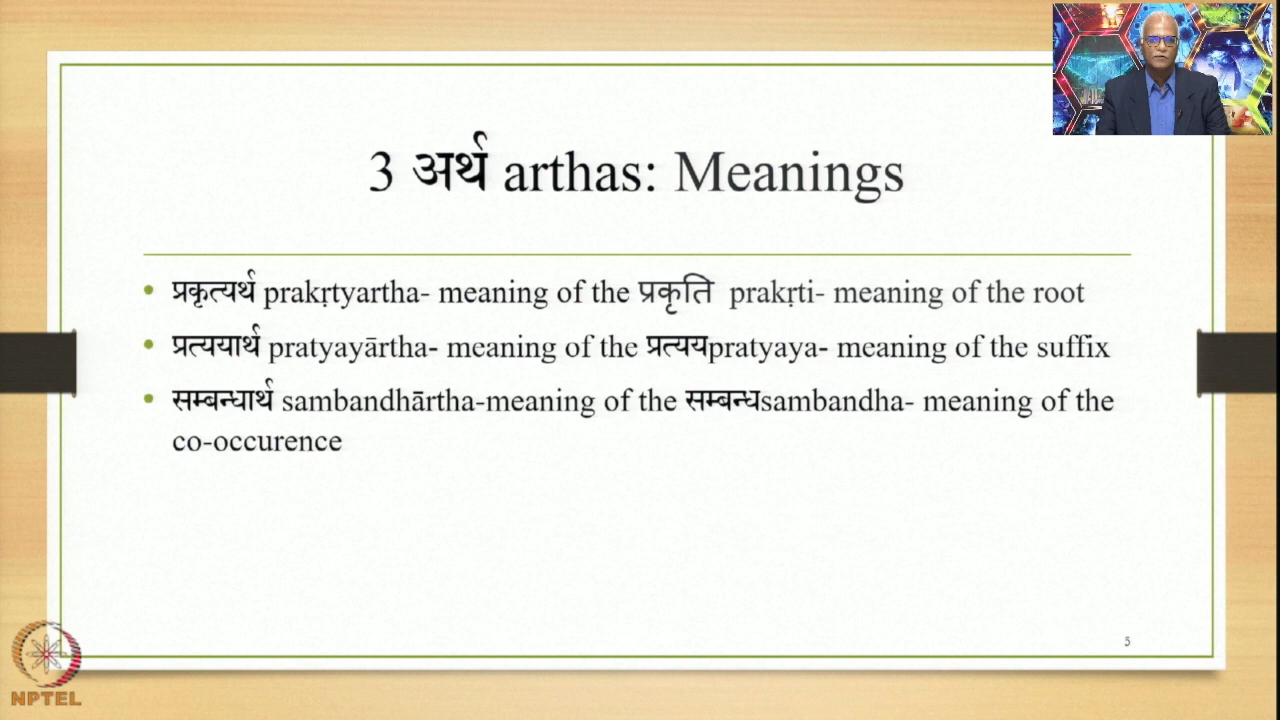 3 अर्थ arthas: Meanings
• प्रकृत्यर्थ prakṛtyartha- meaning of the प्रकृति prakṛti- meaning of the root
• प्रत्ययार्थ pratyayārtha- meaning of the प्रत्ययpratyaya- meaning of the suffix
• सम्बन्धार्थ sambandhārtha-meaning of the सम्बन्धsambandha- meaning of the
co-occurence
5
NPTEL